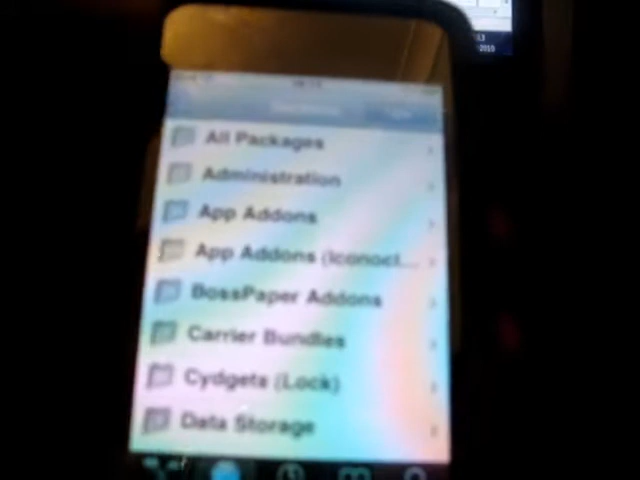 All Packages
Administration
App Addons
App Addons (Iconocl...
BossPaper Addons
Carrier Bundles
Cydgets (Lock)
Data Storage